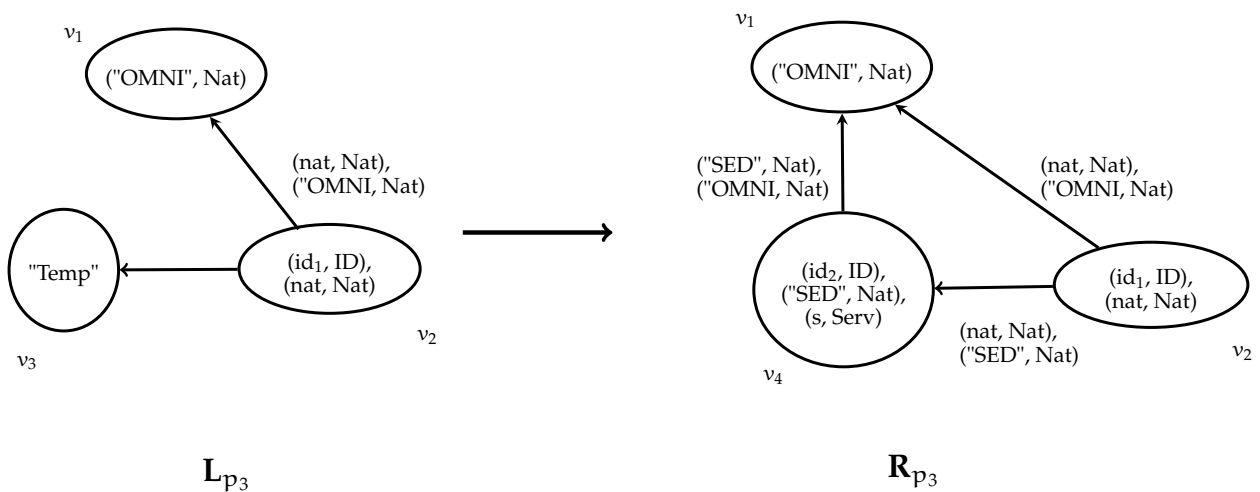 v1
("OMNI", Nat)
(nat, Nat),
("OMNI, Nat)
"Temp"
(id1, ID),
(nat, Nat)
v2
v3
Lp3
v1
("OMNI", Nat)
("SED", Nat),
("OMNI, Nat)
(nat, Nat),
("OMNI, Nat)
(id2, ID),
("SED", Nat),
(s, Serv)
(id1, ID),
(nat, Nat)
(nat, Nat),
("SED", Nat)
v2
v4
Rp3